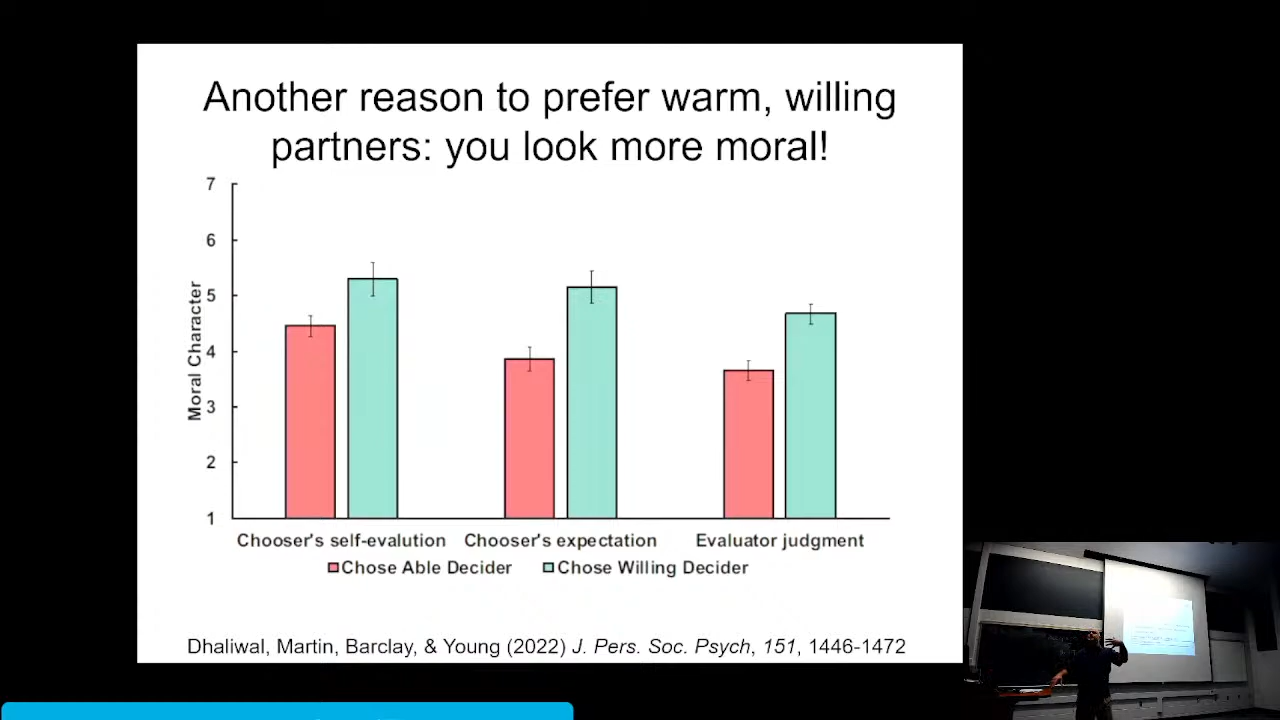 Another reason to prefer warm, willing
partners: you look more moral!
7
6
5
4
3
2
1
Moral Character
Chooser's self-evalution Chooser's expectation Evaluator judgment
Chose Able Decider Chose Willing Decider
Dhaliwal, Martin, Barclay, & Young (2022) J. Pers. Soc. Psych, 151, 1446-1472